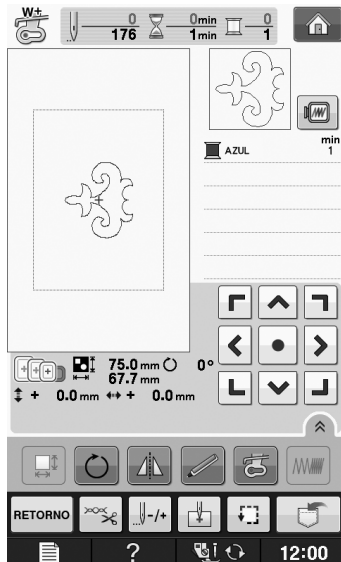 W+
0
176
0min
1min
0
1
min
AZUL
1
75.0 mm
0°
67.7 mm
+ 0.0 mm
+ 0.0 mm
RETORNO
-/+
?
12:00